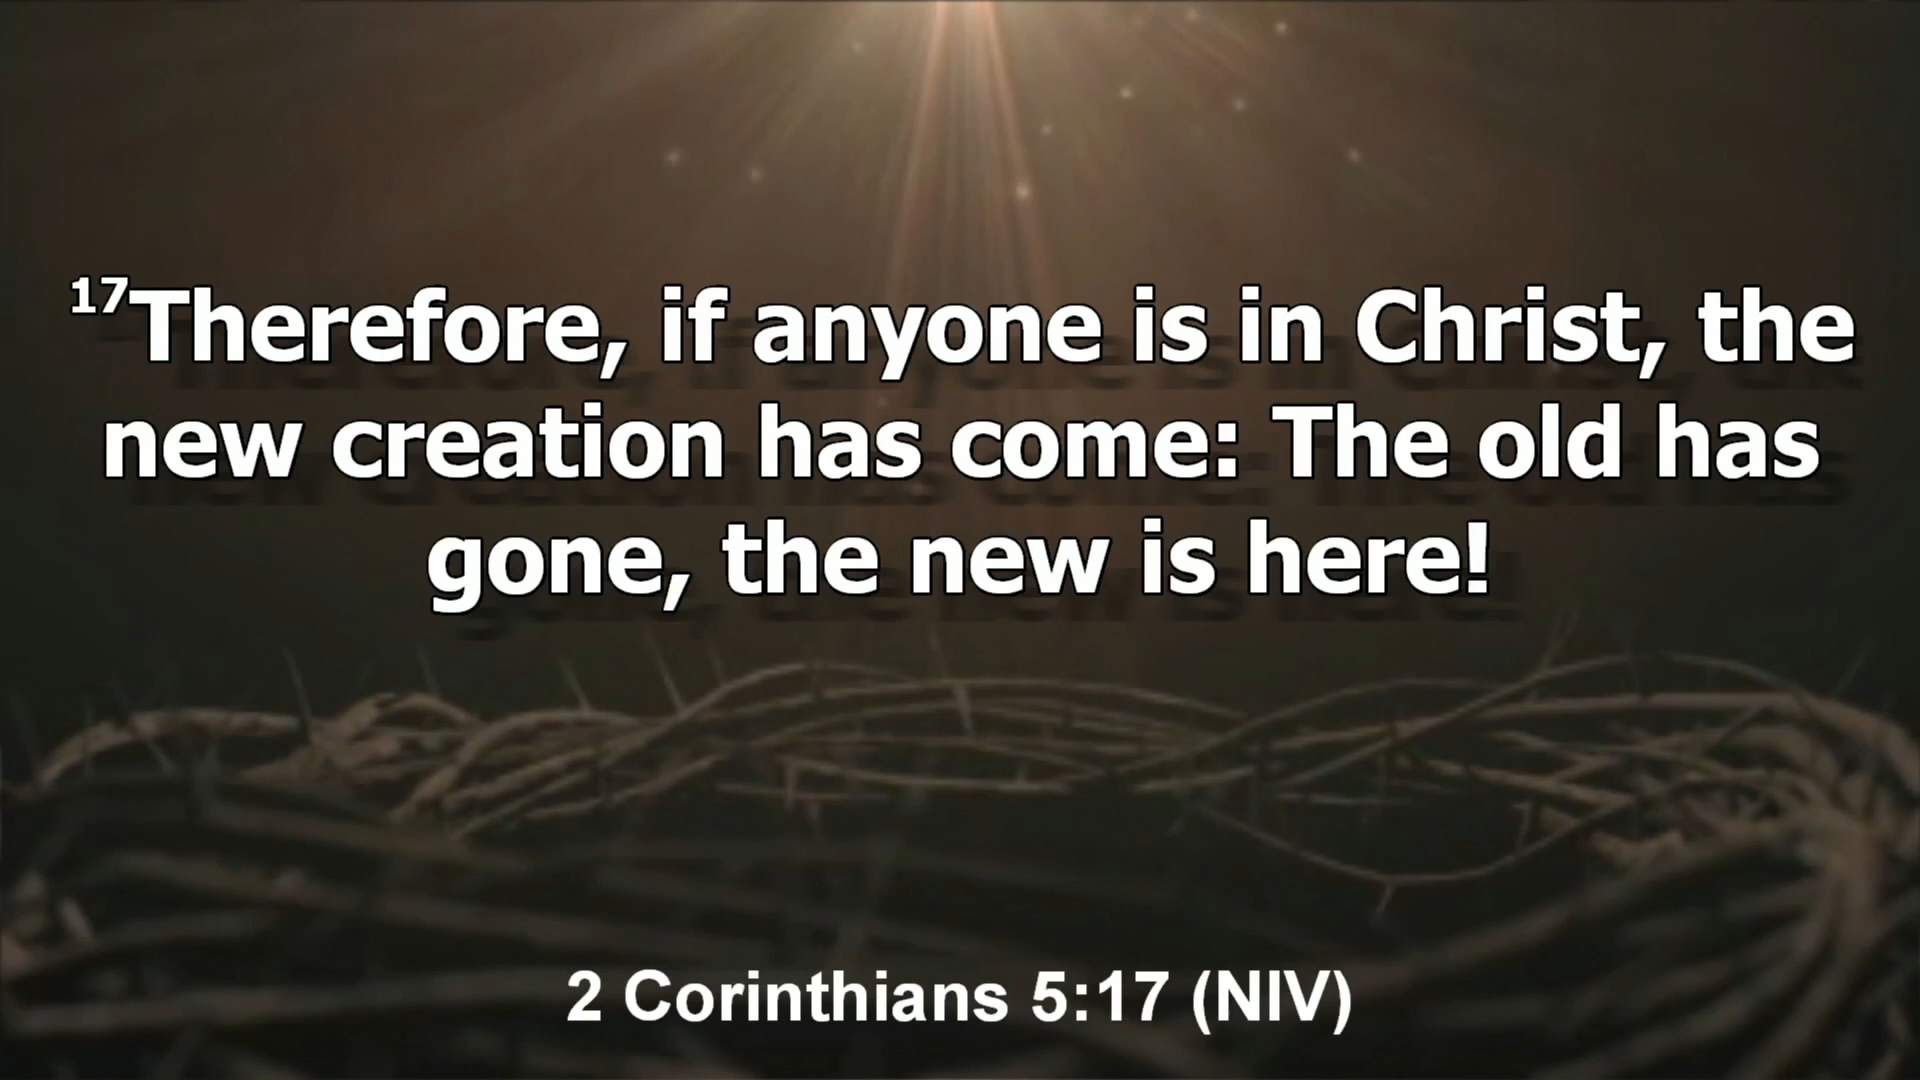 17Therefore, if anyone is in Christ, the
new creation has come: The old has
gone, the new is here!
2 Corinthians 5:17 (NIV)